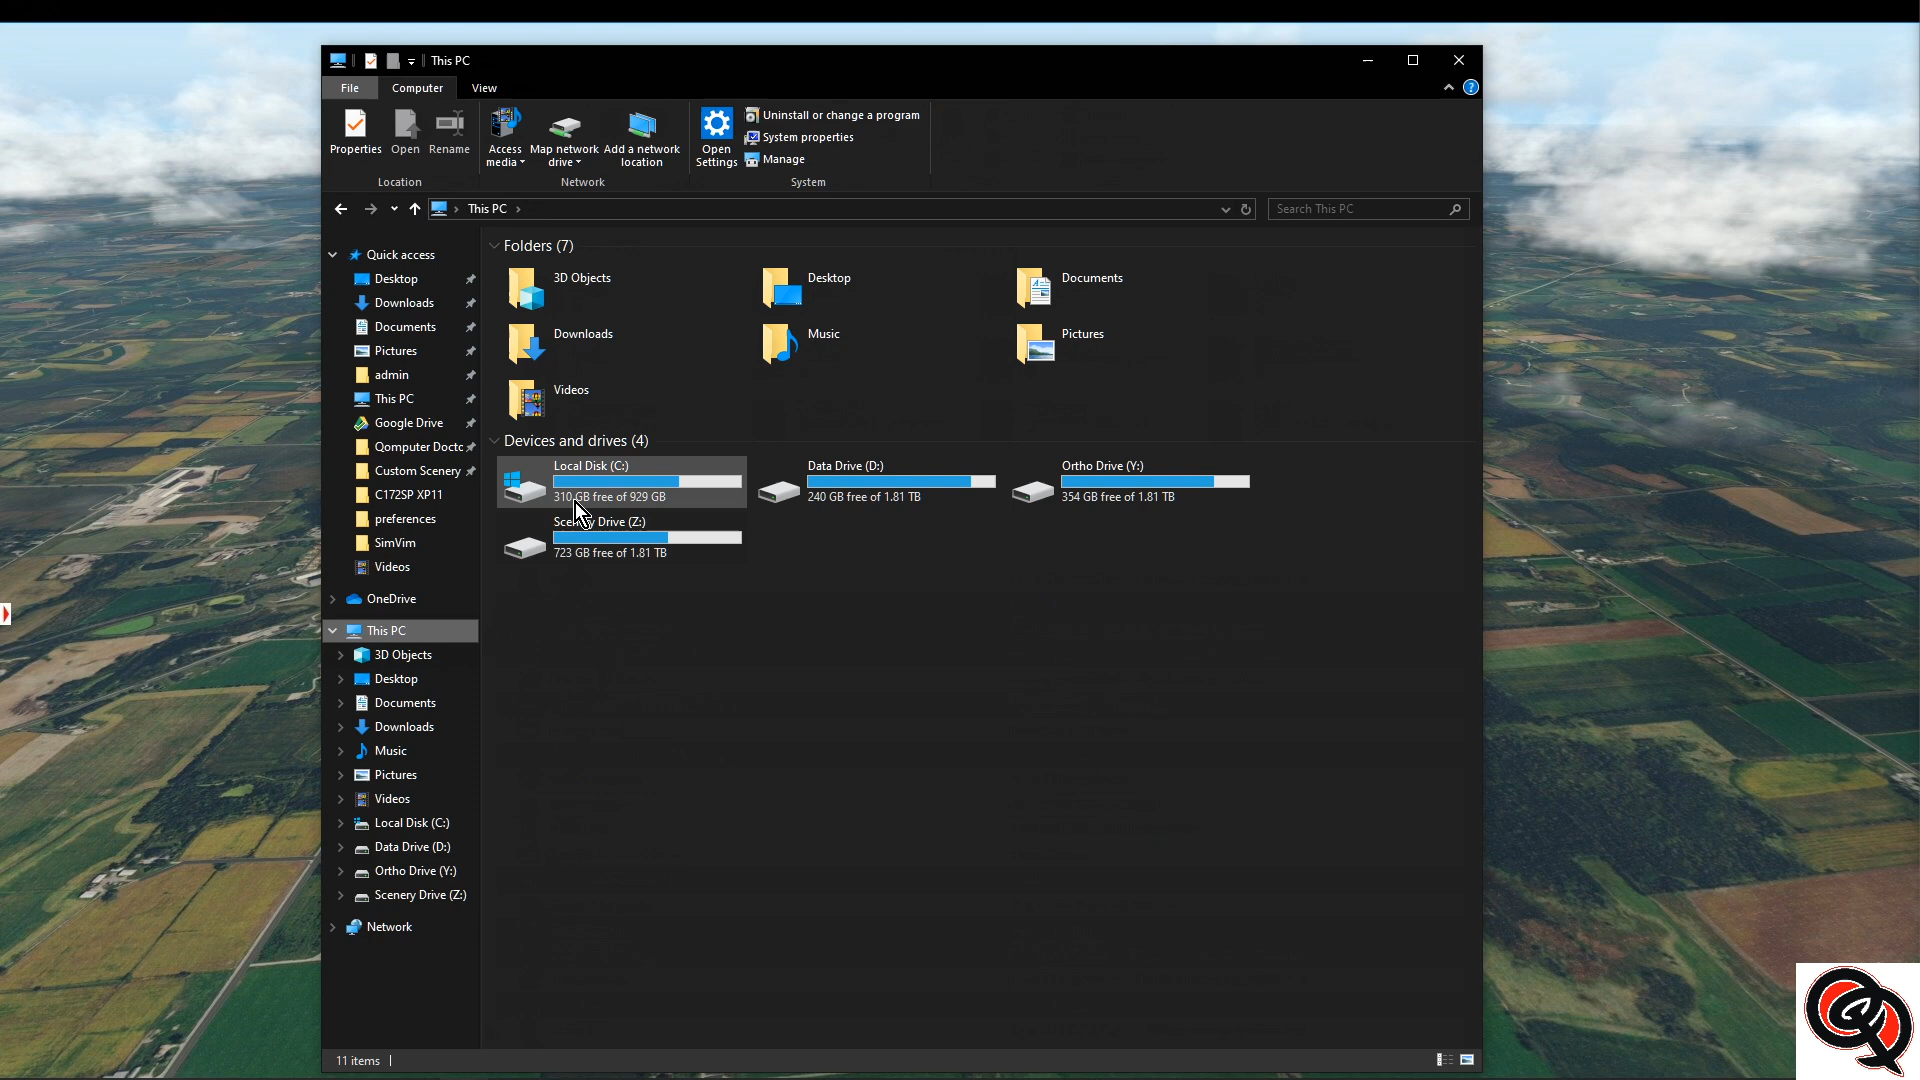 This PC
File
Computer
View
Properties
Open
Rename
Access
media
Map network
drive
Add a network
location
Open
Settings
Uninstall or change a program
System properties
Manage
Location
Network
System
This PC
Search This PC
Quick access
Desktop
Downloads
Documents
Pictures
admin
This PC
Google Drive
Qomputer Doctc
Custom Scenery
C172SP XP11
preferences
SimVim
Videos
OneDrive
This PC
3D Objects
Desktop
Documents
Downloads
Music
Pictures
Videos
Local Disk (C:)
Data Drive (D:)
Ortho Drive (Y:)
Scenery Drive (Z:)
Network
Folders (7)
3D Objects
Desktop
Documents
Downloads
Music
Pictures
Videos
Devices and drives (4)
Local Disk (C:)
310 GB free of 929 GB
Data Drive (D:)
240 GB free of 1.81 TB
Ortho Drive (Y:)
354 GB free of 1.81 TB
Scenery Drive (Z:)
723 GB free of 1.81 TB
11 items